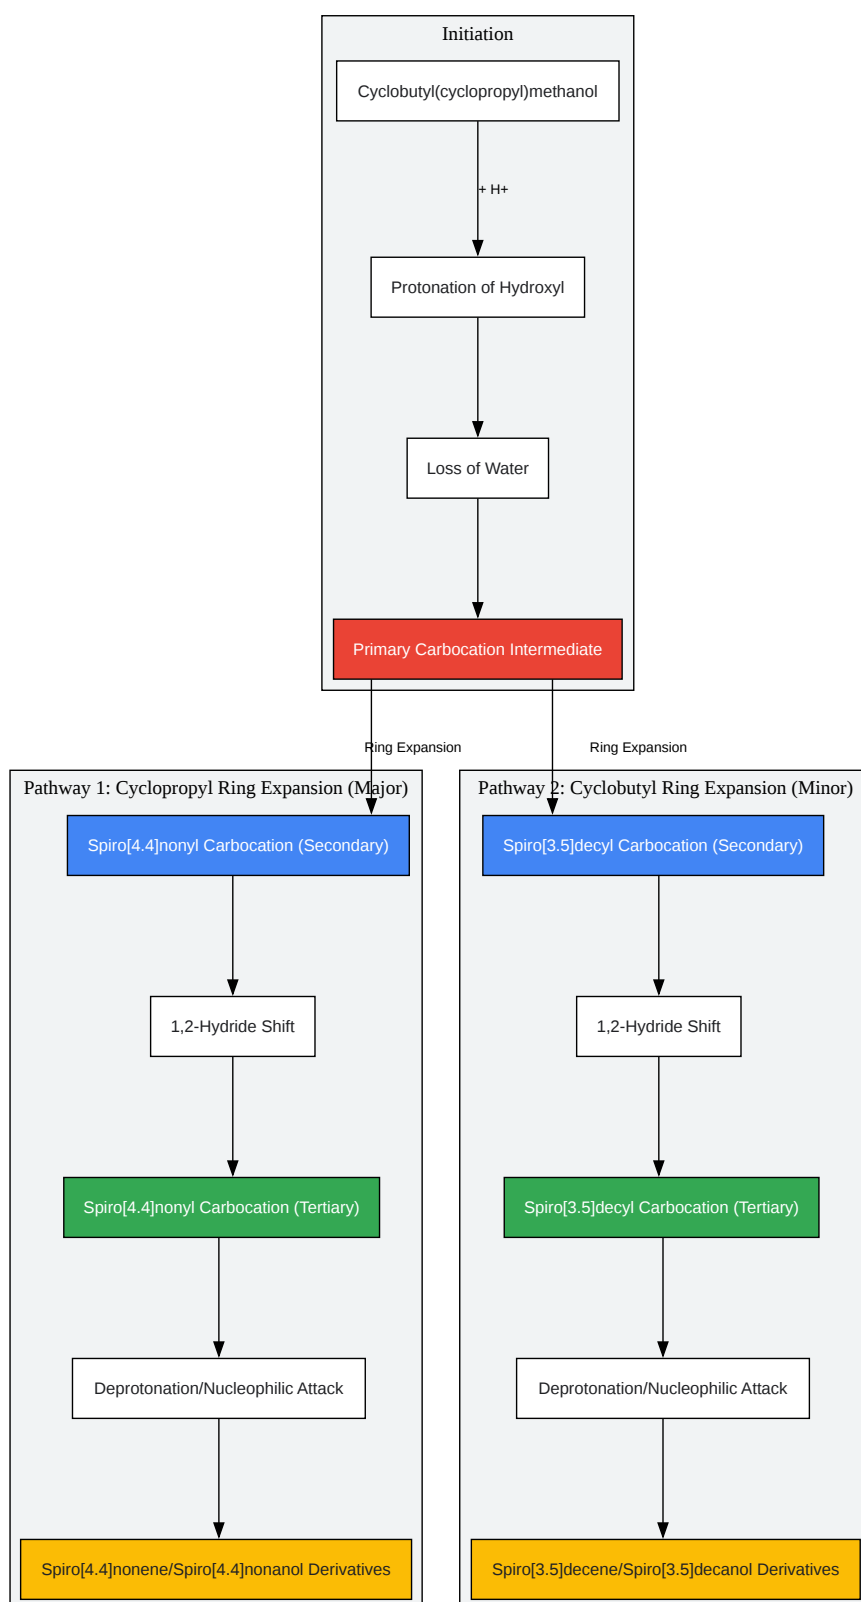 Initiation
Cyclobutyl(cyclopropyl)methanol
+ H+
Protonation of Hydroxyl
Loss of Water
Primary Carbocation Intermediate
Ring Expansion
Ring Expansion
Pathway 1: Cyclopropyl Ring Expansion (Major)
Spiro[4.4]nonyl Carbocation (Secondary)
1,2-Hydride Shift
Spiro[4.4]nonyl Carbocation (Tertiary)
Deprotonation/Nucleophilic Attack
Spiro[4.4]nonene/Spiro[4.4]nonanol Derivatives
Pathway 2: Cyclobutyl Ring Expansion (Minor)
Spiro[3.5]decyl Carbocation (Secondary)
1,2-Hydride Shift
Spiro[3.5]decyl Carbocation (Tertiary)
Deprotonation/Nucleophilic Attack
Spiro[3.5]decene/Spiro[3.5]decanol Derivatives